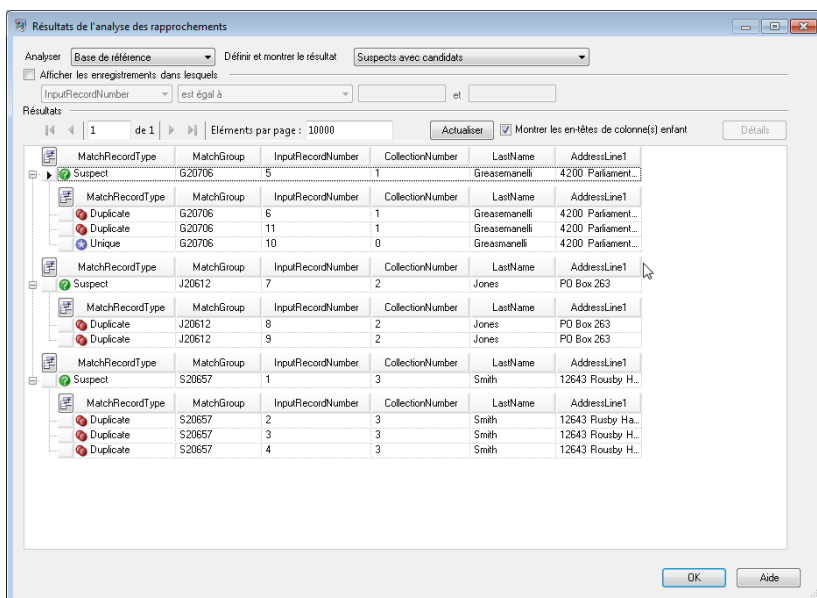 Résultats de l'analyse des rapprochements
Analyser Base de référence Définir et montrer le résultat Suspects avec candidats
Afficher les enregistrements dans lesquels
InputRecordNumber est égal à et
Résultats
1 de 1 Eléments par page : 10000 Actualiser Montrer les en-têtes de colonne(s) enfant Détails
MatchRecordType MatchGroup InputRecordNumber CollectionNumber LastName AddressLine1
Suspect G20706 5 1 Greasemanelli 4200 Parliament...
MatchRecordType MatchGroup InputRecordNumber CollectionNumber LastName AddressLine1
Duplicate G20706 6 1 Greasemanelli 4200 Parliament...
Duplicate G20706 11 1 Greasemanelli 4200 Parliament...
Unique G20706 10 0 Greasmanelli 4200 Parliament...
MatchRecordType MatchGroup InputRecordNumber CollectionNumber LastName AddressLine1
Suspect J20612 7 2 Jones PO Box 263
MatchRecordType MatchGroup InputRecordNumber CollectionNumber LastName AddressLine1
Duplicate J20612 8 2 Jones PO Box 263
Duplicate J20612 9 2 Jones PO Box 263
MatchRecordType MatchGroup InputRecordNumber CollectionNumber LastName AddressLine1
Suspect S20657 1 3 Smith 12643 Rousby H...
MatchRecordType MatchGroup InputRecordNumber CollectionNumber LastName AddressLine1
Duplicate S20657 2 3 Smith 12643 Rusby Ha...
Duplicate S20657 3 3 Smith 12643 Rousby H...
Duplicate S20657 4 3 Smith 12643 Rousby H...
OK Aide